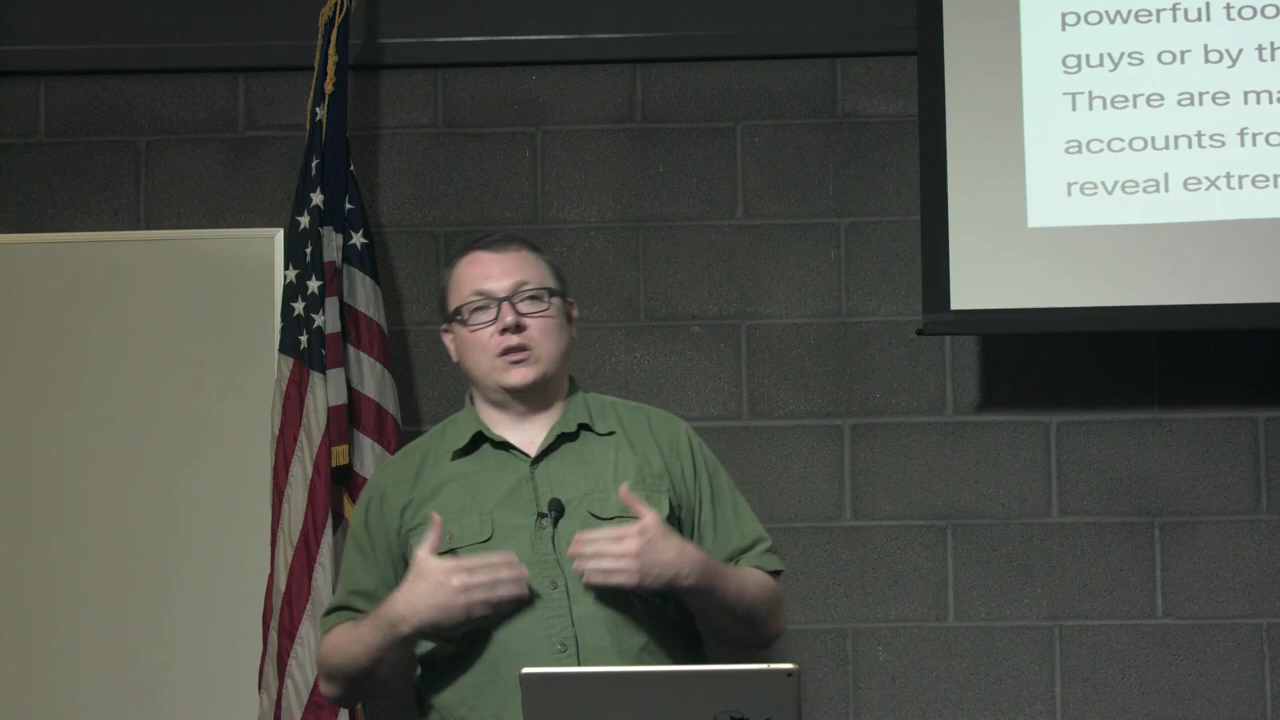 powerful too
guys or by th
There are ma
accounts fro
reveal extrem